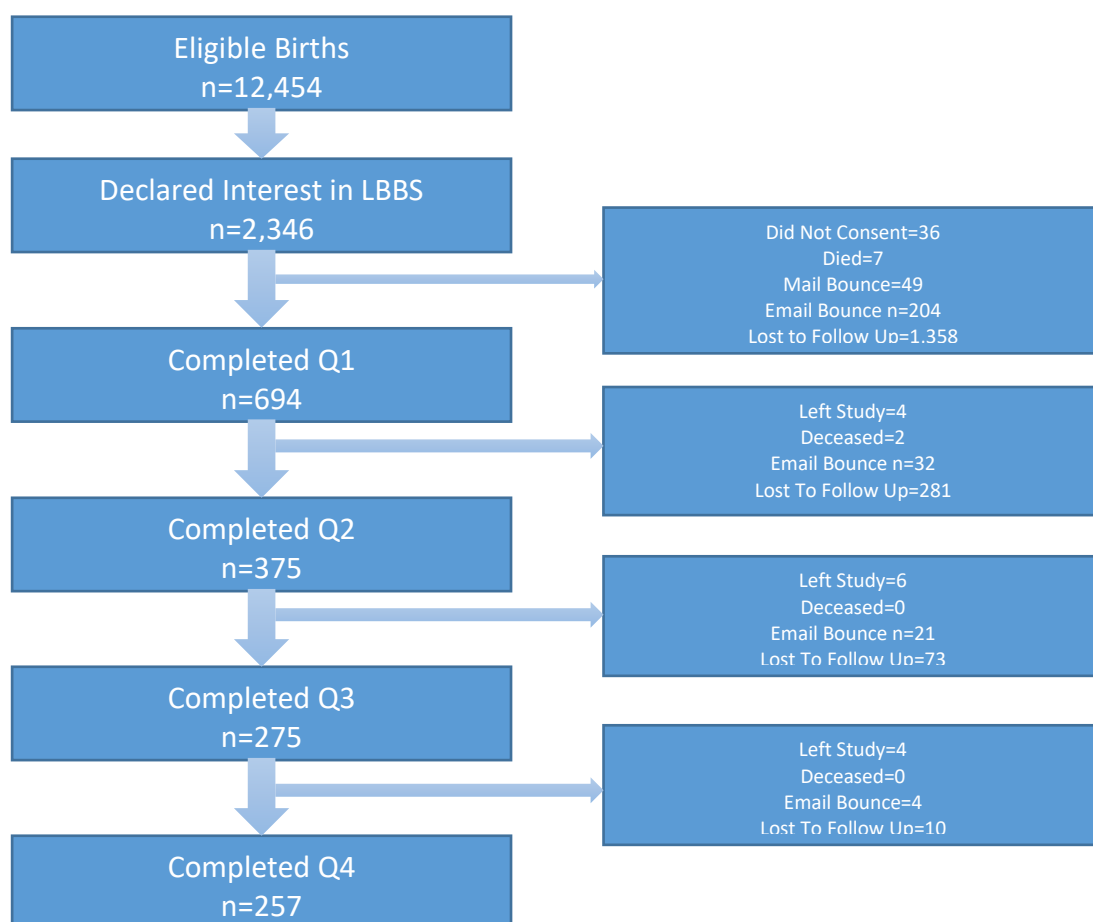 Eligible Births
n=12,454
Declared Interest in LBBS
n=2,346
Did Not Consent=36
Died=7
Mail Bounce=49
Email Bounce n=204
Lost to Follow Up=1,358
Completed Q1
n=694
Left Study=4
Deceased=2
Email Bounce n=32
Lost To Follow Up=281
Completed Q2
n=375
Left Study=6
Deceased=0
Email Bounce n=21
Lost To Follow Up=73
Completed Q3
n=275
Left Study=4
Deceased=0
Email Bounce=4
Lost To Follow Up=10
Completed Q4
n=257